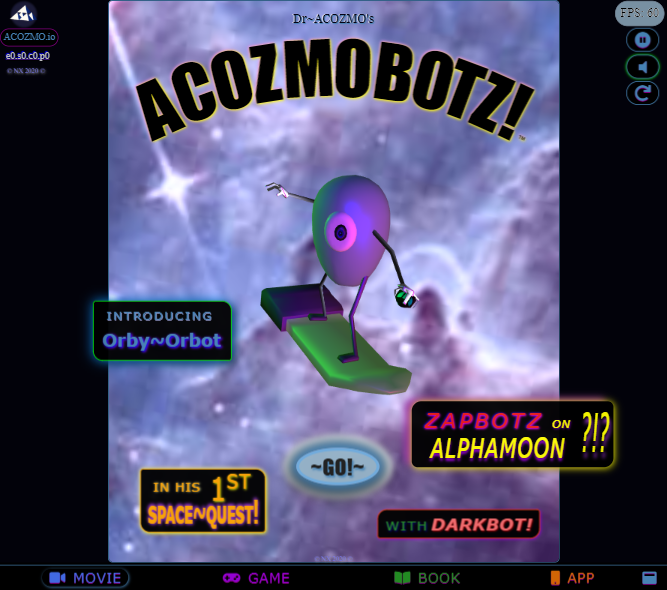 Dr~ACOZMO's
FPS: 60
ACOZMO.io
e0.s0.c0.p0
© NX 2020 ©
ACOZMOBOTZ!
™
INTRODUCING
Orby~Orbot
ZAPBOTZ ON
ALPHAMOON
?!?
~GO!~
IN HIS 1ST
SPACE~QUEST!
WITH DARKBOT!
MOVIE
GAME
BOOK
APP